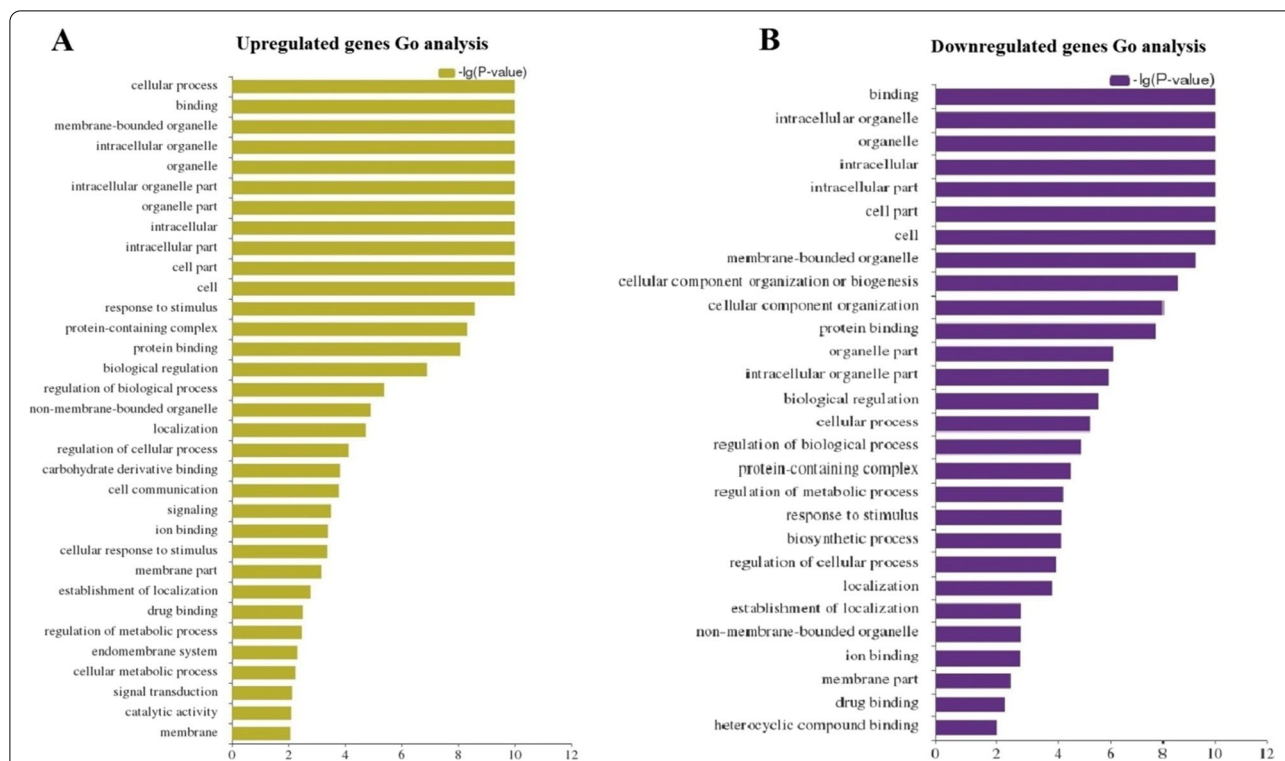 A
Upregulated genes Go analysis
-lg(P-value)
cellular process
binding
membrane-bounded organelle
intracellular organelle
organelle
intracellular organelle part
organelle part
intracellular
intracellular part
cell part
cell
response to stimulus
protein-containing complex
protein binding
biological regulation
regulation of biological process
non-membrane-bounded organelle
localization
regulation of cellular process
carbohydrate derivative binding
cell communication
signaling
ion binding
cellular response to stimulus
membrane part
establishment of localization
drug binding
regulation of metabolic process
endomembrane system
cellular metabolic process
signal transduction
catalytic activity
membrane
0 2 4 6 8 10 12
B
Downregulated genes Go analysis
-lg(P-value)
binding
intracellular organelle
organelle
intracellular
intracellular part
cell part
cell
membrane-bounded organelle
cellular component organization or biogenesis
cellular component organization
protein binding
organelle part
intracellular organelle part
biological regulation
cellular process
regulation of biological process
protein-containing complex
regulation of metabolic process
response to stimulus
biosynthetic process
regulation of cellular process
localization
establishment of localization
non-membrane-bounded organelle
ion binding
membrane part
drug binding
heterocyclic compound binding
0 2 4 6 8 10 12